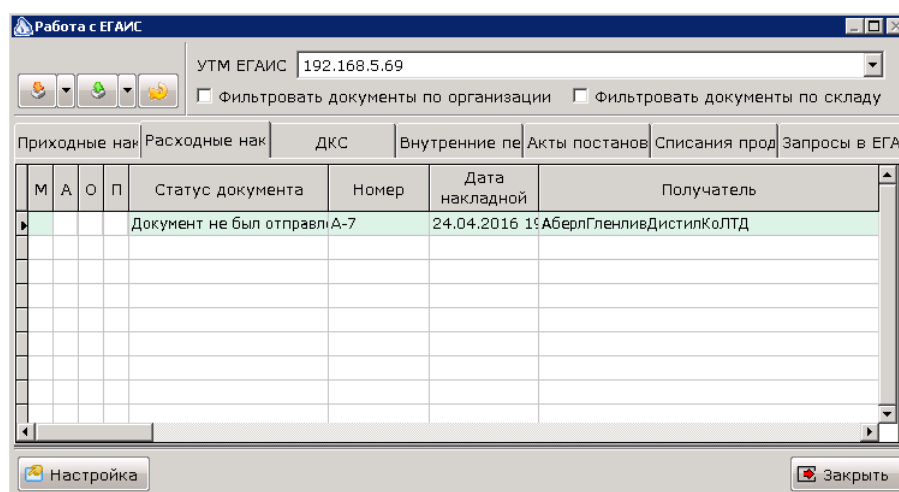 Работа с ЕГАИС
УТМ ЕГАИС 192.168.5.69
Фильтровать документы по организации Фильтровать документы по складу
Приходные нак Расходные нак ДКС Внутренние пе Акты постанов Списания прод Запросы в ЕГА
М А О П Статус документа Номер Дата накладной Получатель
Документ не был отправл А-7 24.04.2016 19 АберлГленливДистилКоЛТД
Настройка Закрыть